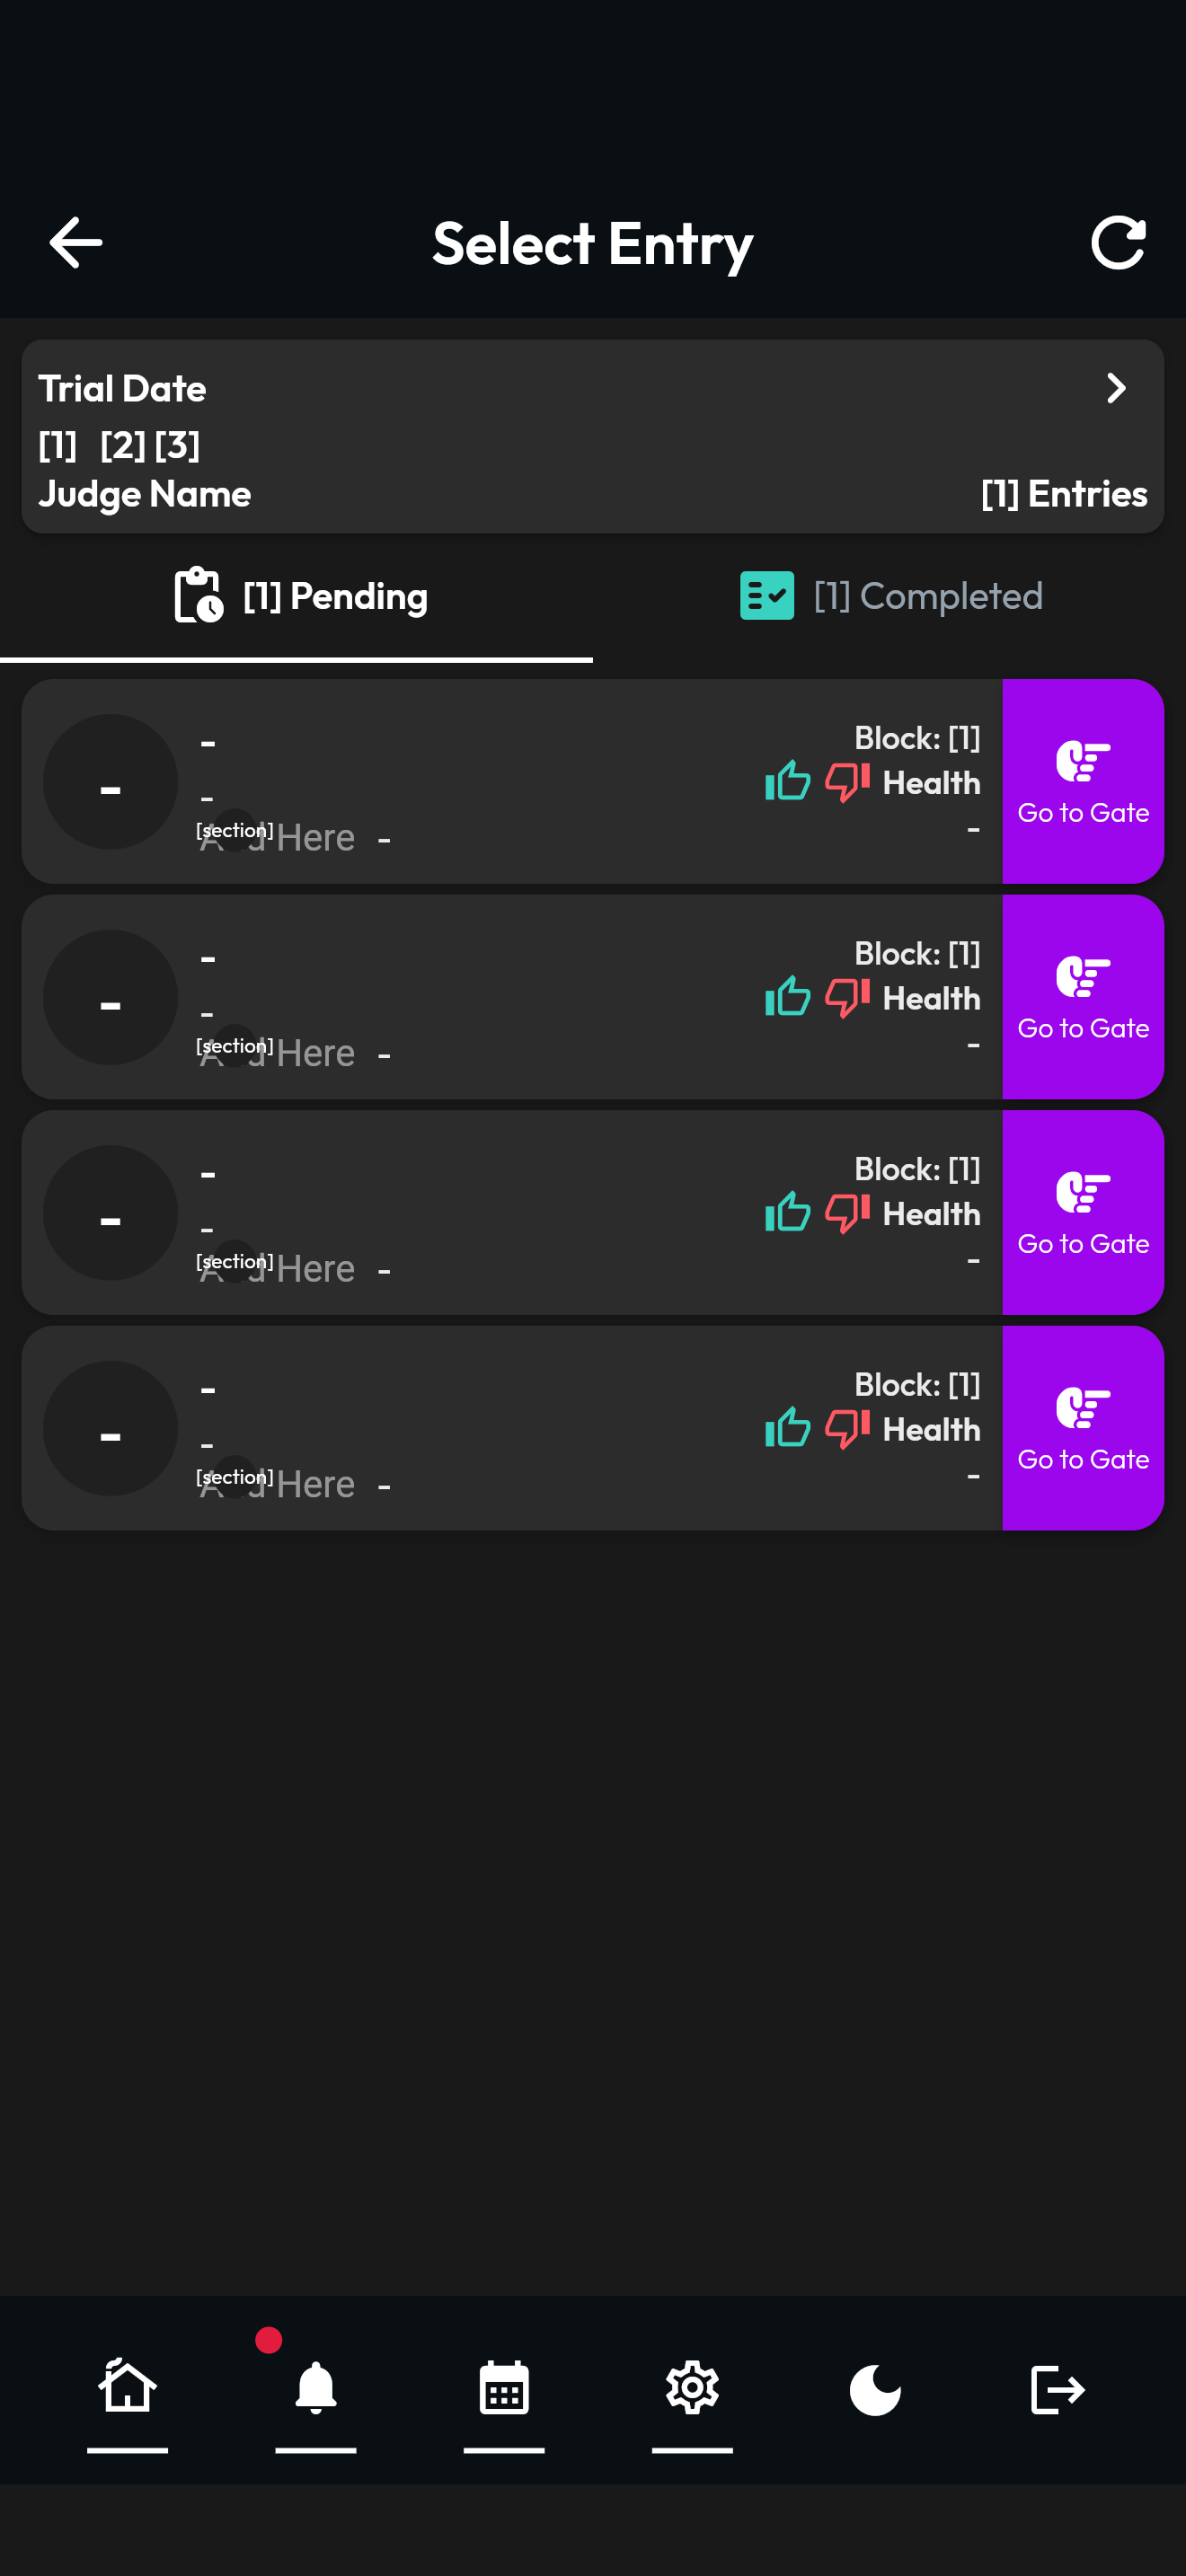 Select Entry
Trial Date
[1] [2] [3]
Judge Name
[1] Entries
[1] Pending
[1] Completed
-
-
-
[section]
Here -
Block: [1]
Health
-
Go to Gate
-
-
-
[section]
Here -
Block: [1]
Health
-
Go to Gate
-
-
-
[section]
Here -
Block: [1]
Health
-
Go to Gate
-
-
-
[section]
Here -
Block: [1]
Health
-
Go to Gate